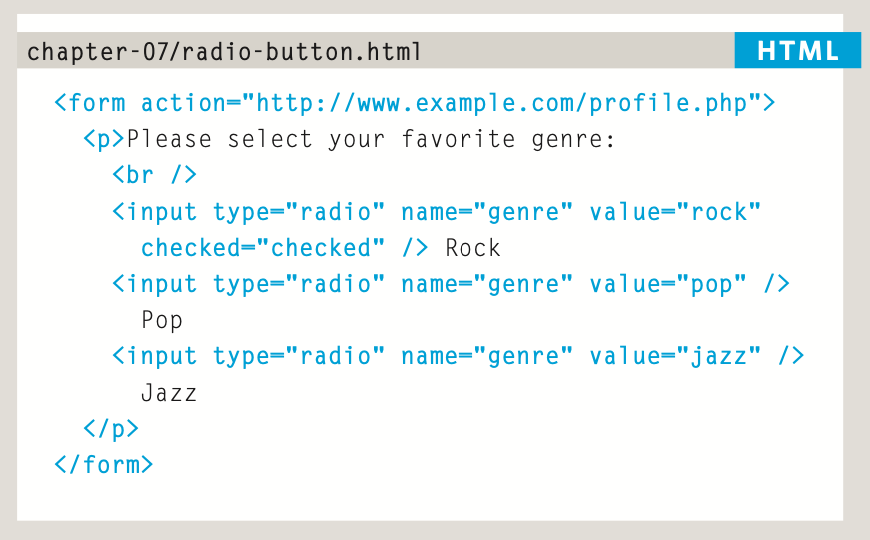 chapter-07/radio-button.html HTML
<form action="http://www.example.com/profile.php">
<p>Please select your favorite genre:
<br />
<input type="radio" name="genre" value="rock"
checked="checked" /> Rock
<input type="radio" name="genre" value="pop" />
Pop
<input type="radio" name="genre" value="jazz" />
Jazz
</p>
</form>